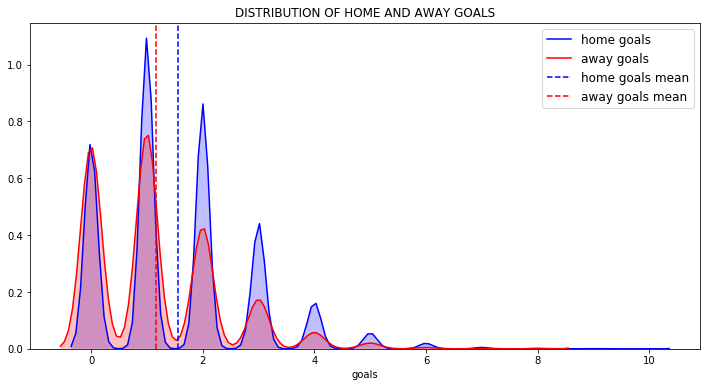 DISTRIBUTION OF HOME AND AWAY GOALS
home goals
away goals
home goals mean
away goals mean
1.0
0.8
0.6
0.4
0.2
0.0
0 2 4 6 8 10
goals